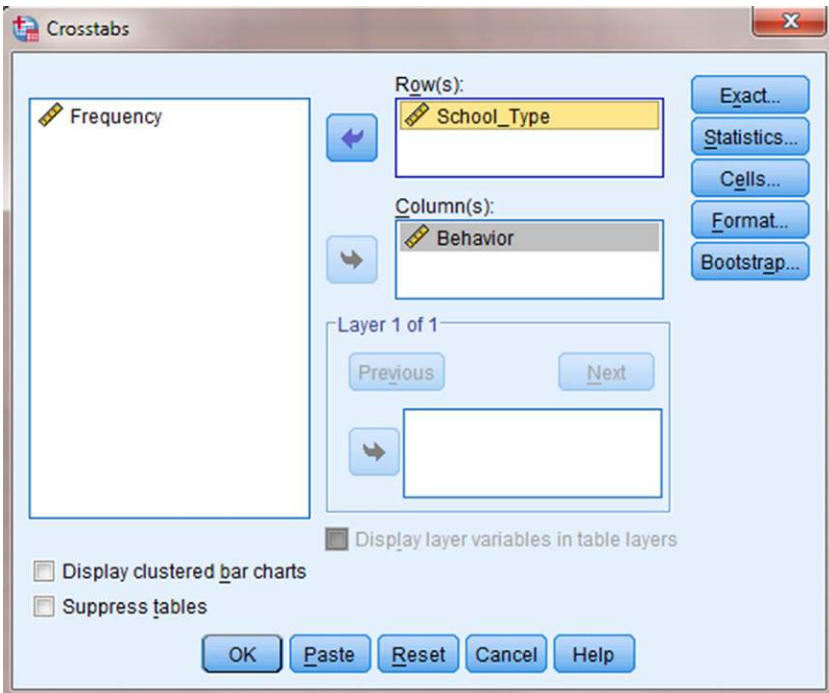 Crosstabs
Frequency
Row(s):
School_Type
Column(s):
Behavior
Layer 1 of 1
Previous
Next
Display layer variables in table layers
Exact...
Statistics...
Cells...
Format...
Bootstrap...
Display clustered bar charts
Suppress tables
OK Paste Reset Cancel Help